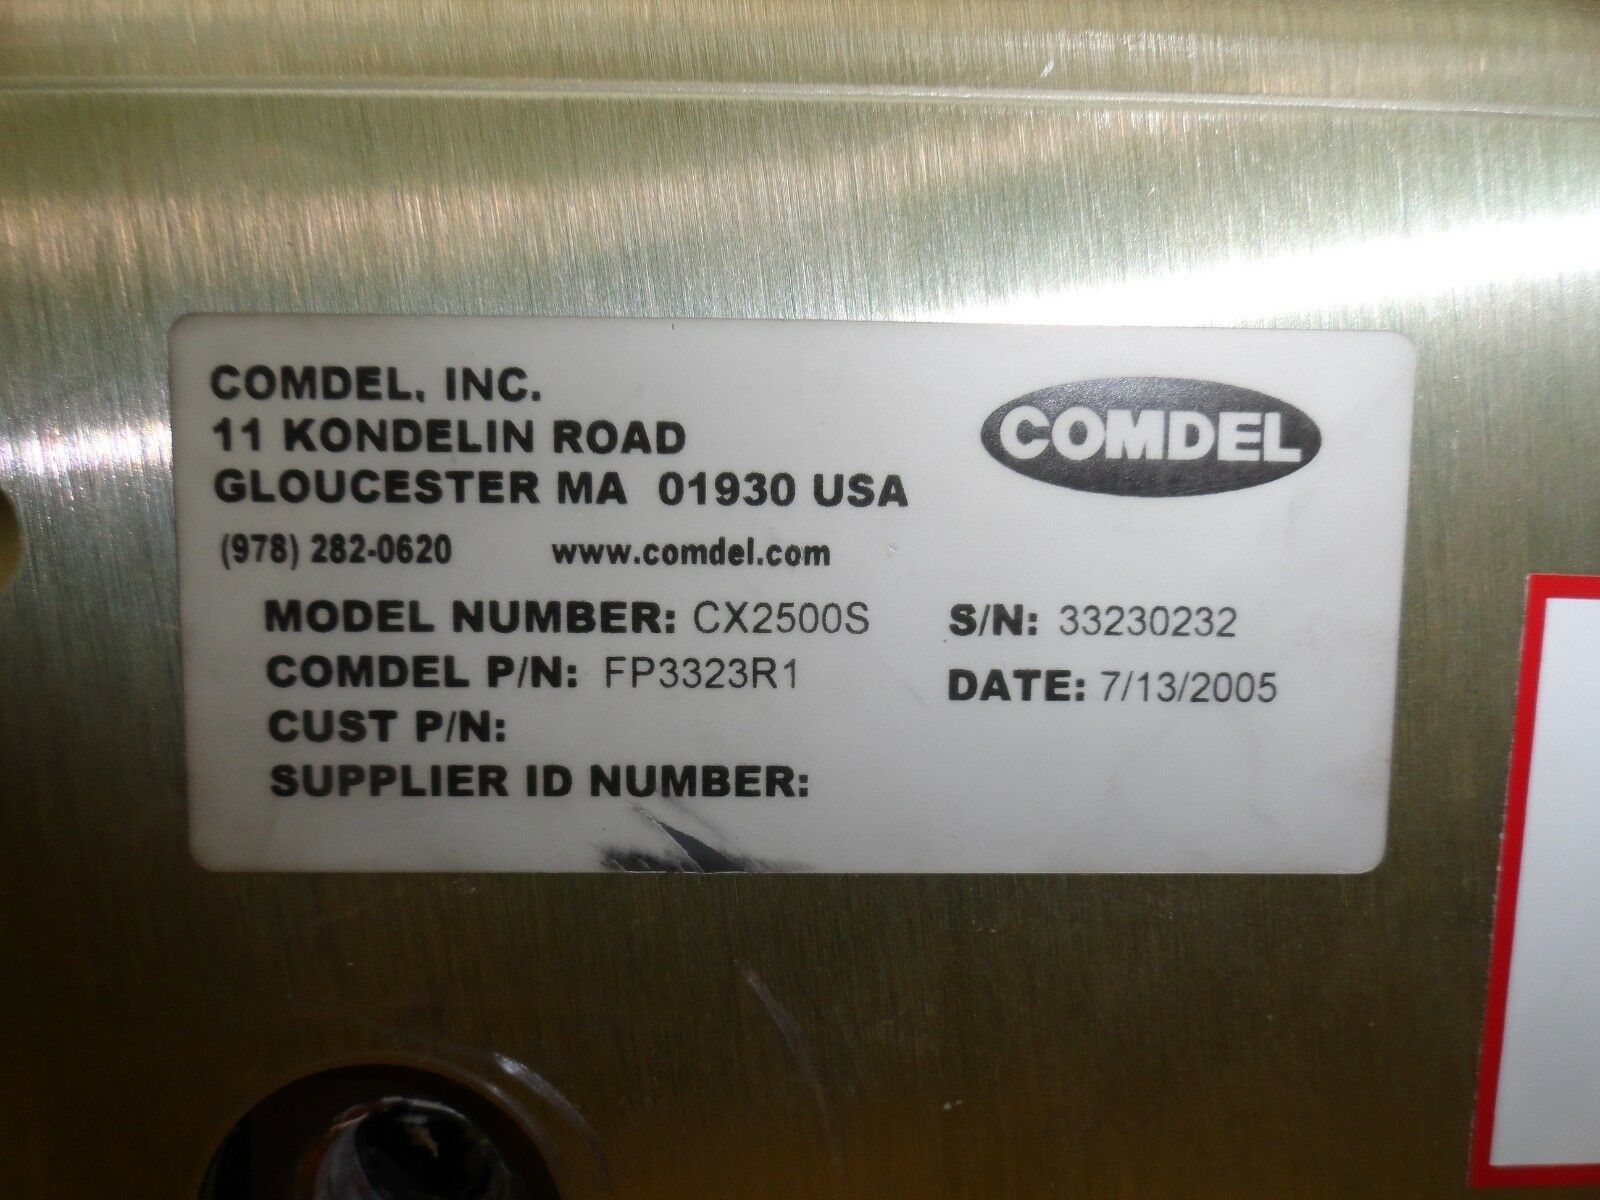 COMDEL, INC.
11 KONDELIN ROAD
GLOUCESTER MA 01930 USA
COMDEL
(978) 282-0620 www.comdel.com
MODEL NUMBER: CX2500S S/N: 33230232
COMDEL P/N: FP3323R1 DATE: 7/13/2005
CUST P/N:
SUPPLIER ID NUMBER: